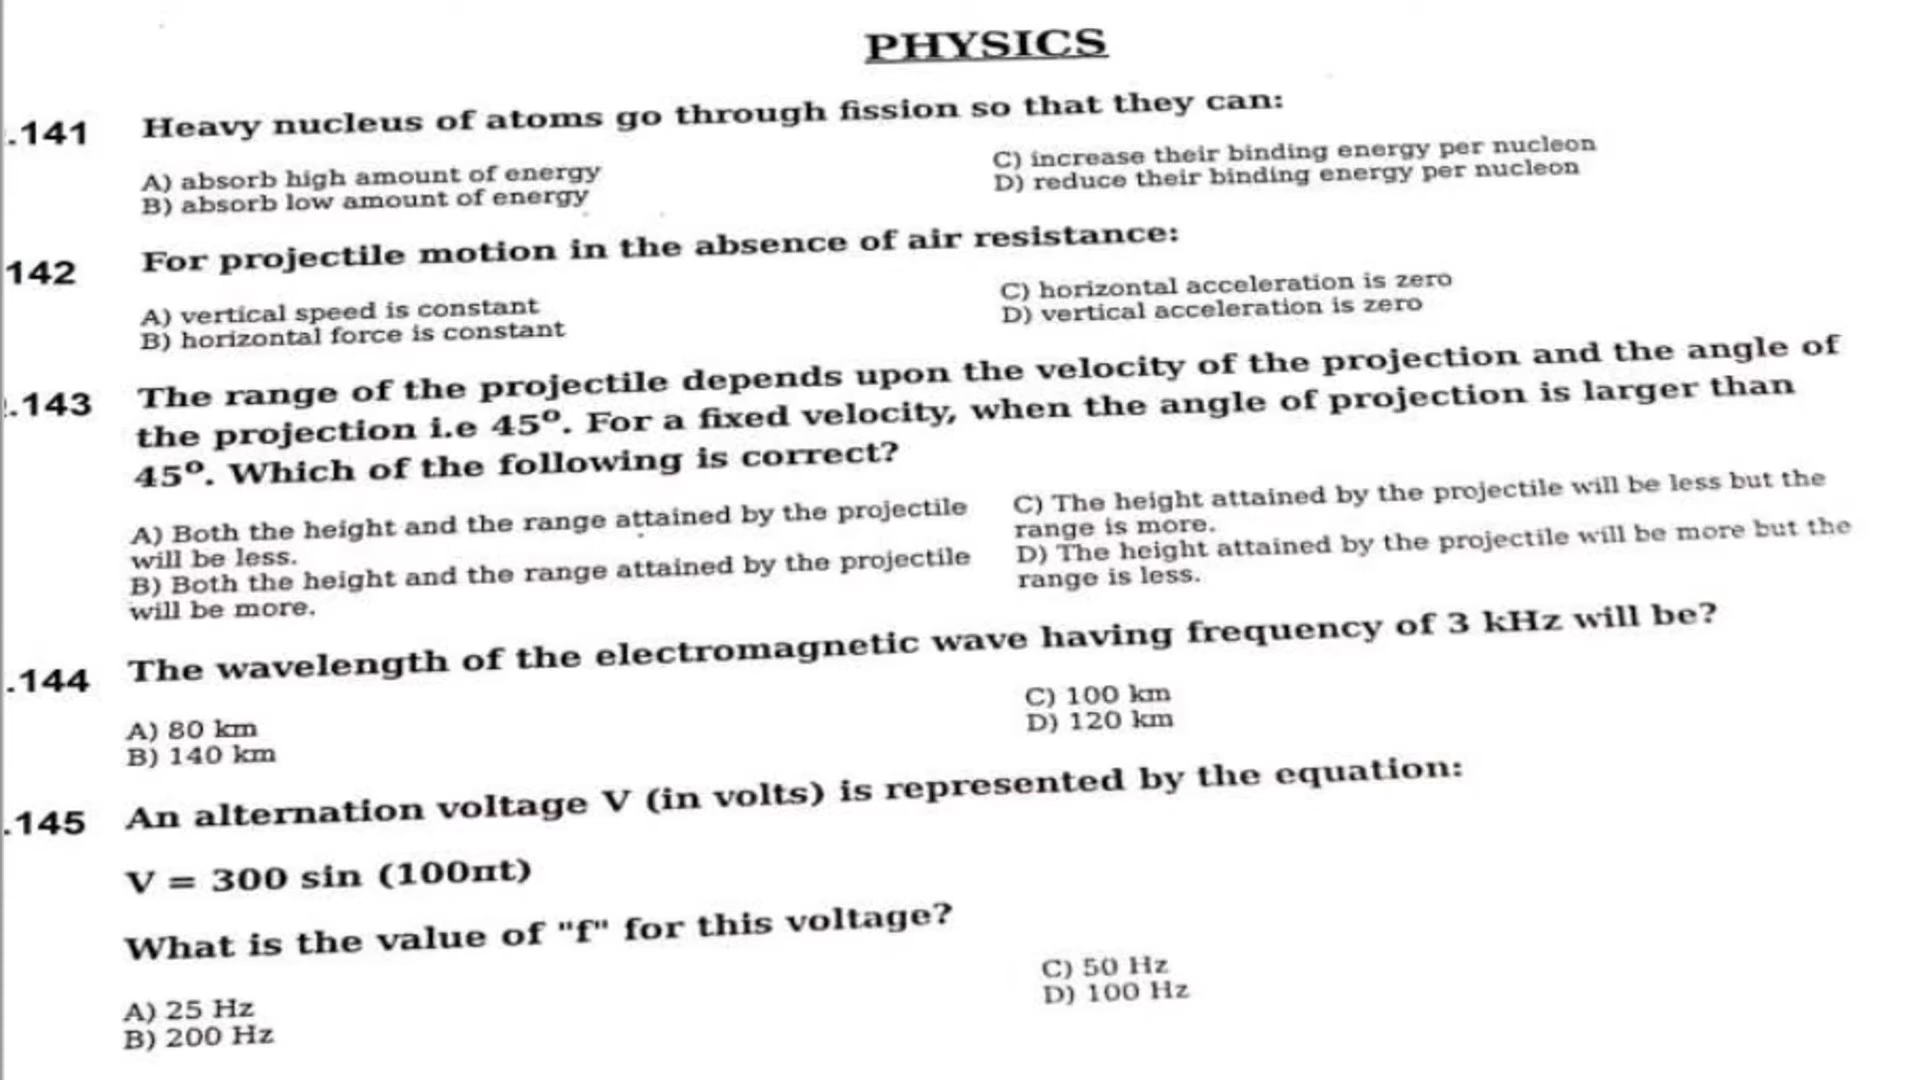 PHYSICS
.141 Heavy nucleus of atoms go through fission so that they can:
A) absorb high amount of energy
B) absorb low amount of energy
C) increase their binding energy per nucleon
D) reduce their binding energy per nucleon
142 For projectile motion in the absence of air resistance:
A) vertical speed is constant
B) horizontal force is constant
C) horizontal acceleration is zero
D) vertical acceleration is zero
.143 The range of the projectile depends upon the velocity of the projection and the angle of
the projection i.e 45º. For a fixed velocity, when the angle of projection is larger than
45º. Which of the following is correct?
A) Both the height and the range attained by the projectile
will be less.
B) Both the height and the range attained by the projectile
will be more.
C) The height attained by the projectile will be less but the
range is more.
D) The height attained by the projectile will be more but the
range is less.
.144 The wavelength of the electromagnetic wave having frequency of 3 kHz will be?
A) 80 km
B) 140 km
C) 100 km
D) 120 km
.145 An alternation voltage V (in volts) is represented by the equation:
V = 300 sin (100πt)
What is the value of "f" for this voltage?
A) 25 Hz
B) 200 Hz
C) 50 Hz
D) 100 Hz